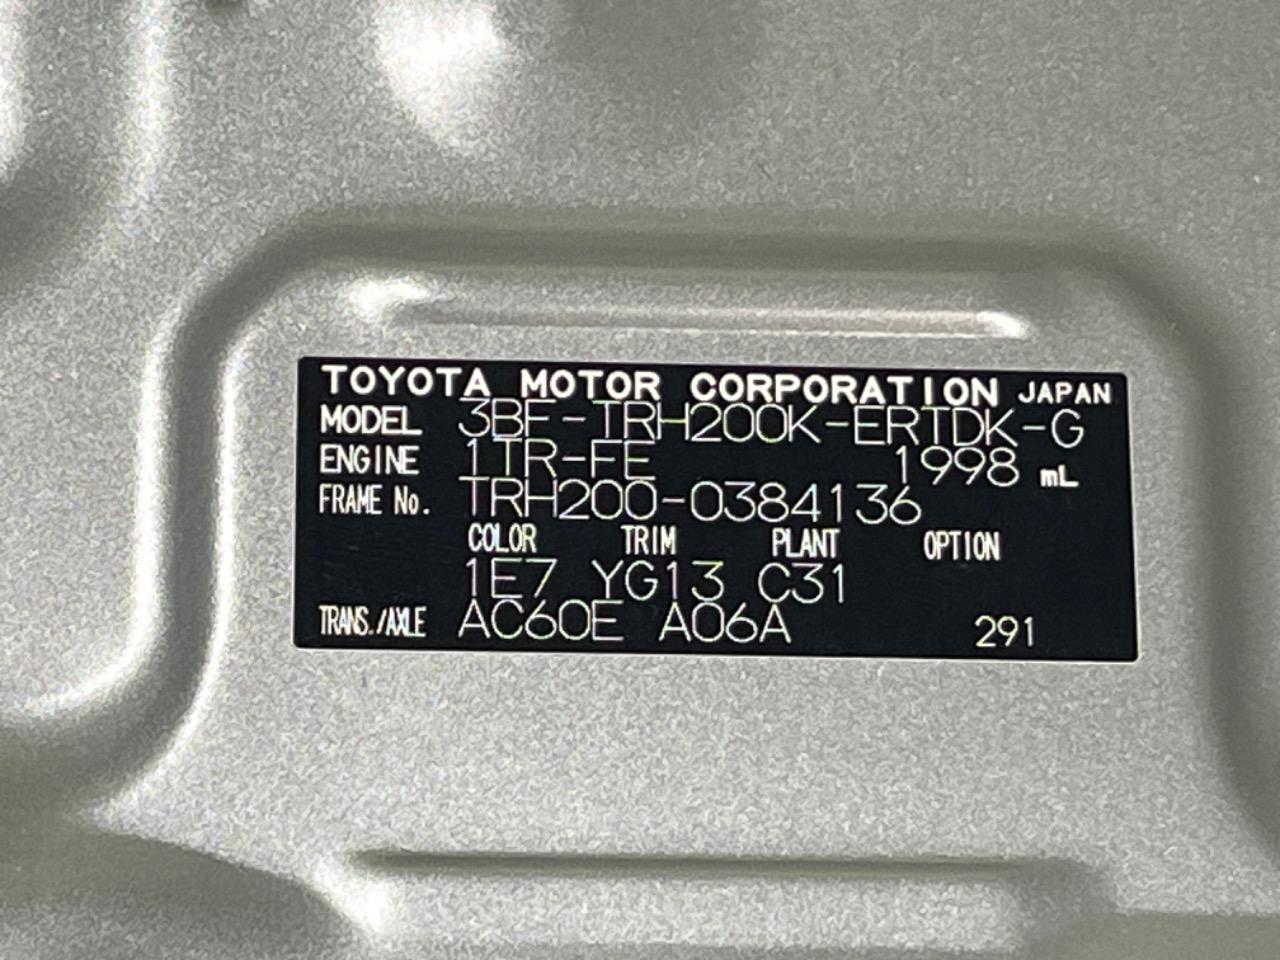 TOYOTA MOTOR CORPORATION JAPAN
MODEL 3BF-TRH200K-ERTDK-G
ENGINE 1TR-FE 1998 mL
FRAME No. TRH200-0384136
COLOR TRIM PLANT OPTION
1E7 YG13 C31
TRANS./AXLE AC60E A06A 291